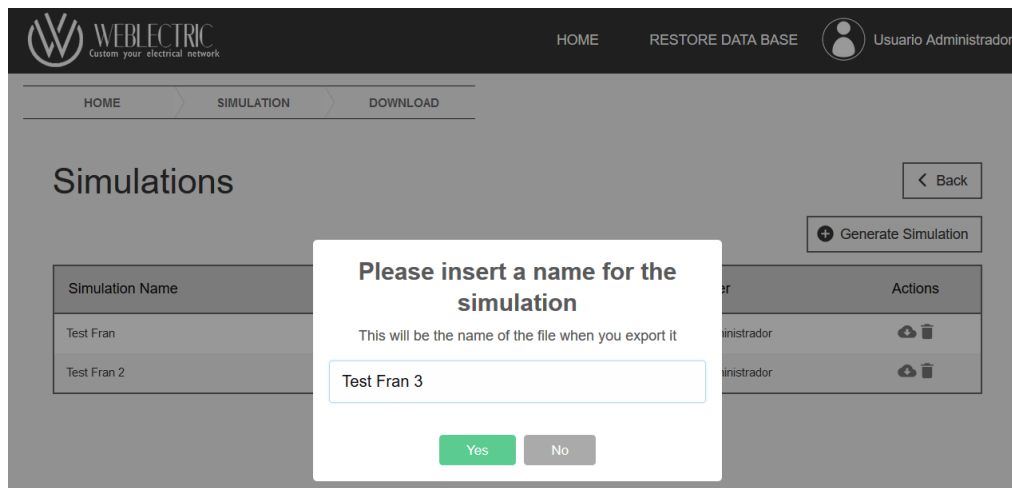 WEBLECTRIC
Custom your electrical network
HOME
RESTORE DATA BASE
Usuario Administrador
HOME
SIMULATION
DOWNLOAD
Simulations
Back
Generate Simulation
Please insert a name for the
simulation
This will be the name of the file when you export it
Test Fran 3
Yes
No
Simulation Name
Actions
Test Fran
Test Fran 2